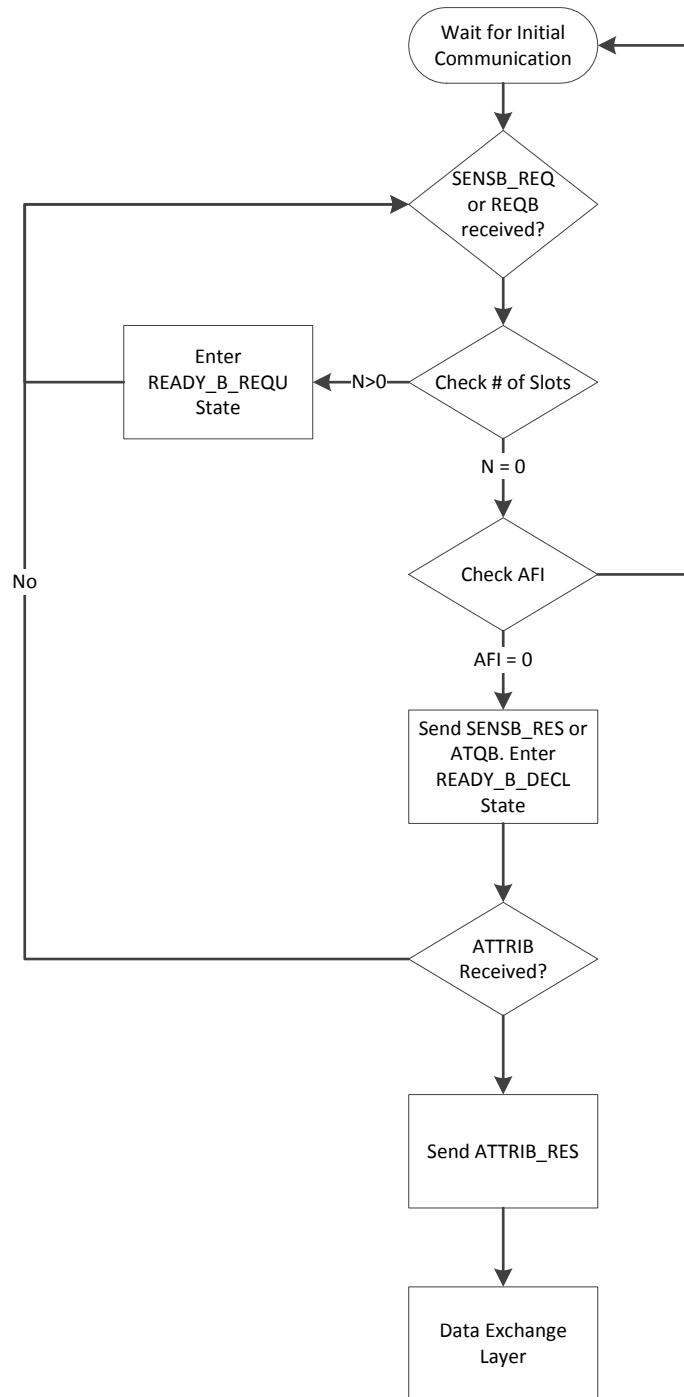 Wait for Initial
Communication
SENSB_REQ
or REQB
received?
Enter
READY_B_REQU
State
N>0
Check # of Slots
N = 0
No
Check AFI
AFI = 0
Send SENSB_RES or
ATQB. Enter
READY_B_DECL
State
ATTRIB
Received?
Send ATTRIB_RES
Data Exchange
Layer